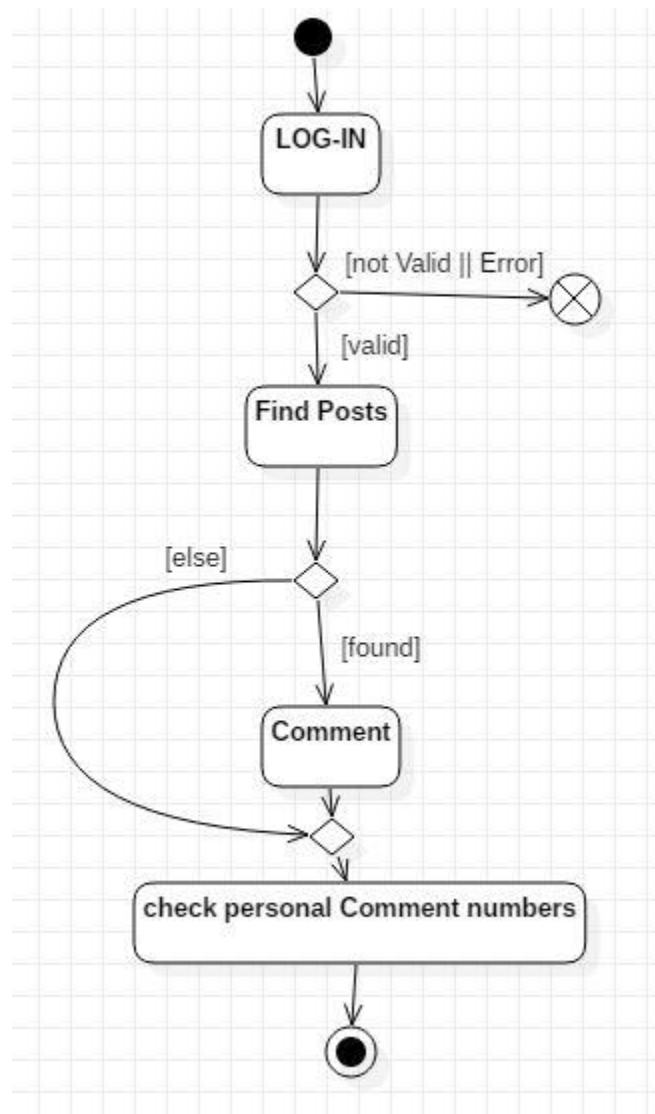 LOG-IN
[not Valid || Error]
[valid]
Find Posts
[else]
[found]
Comment
check personal Comment numbers